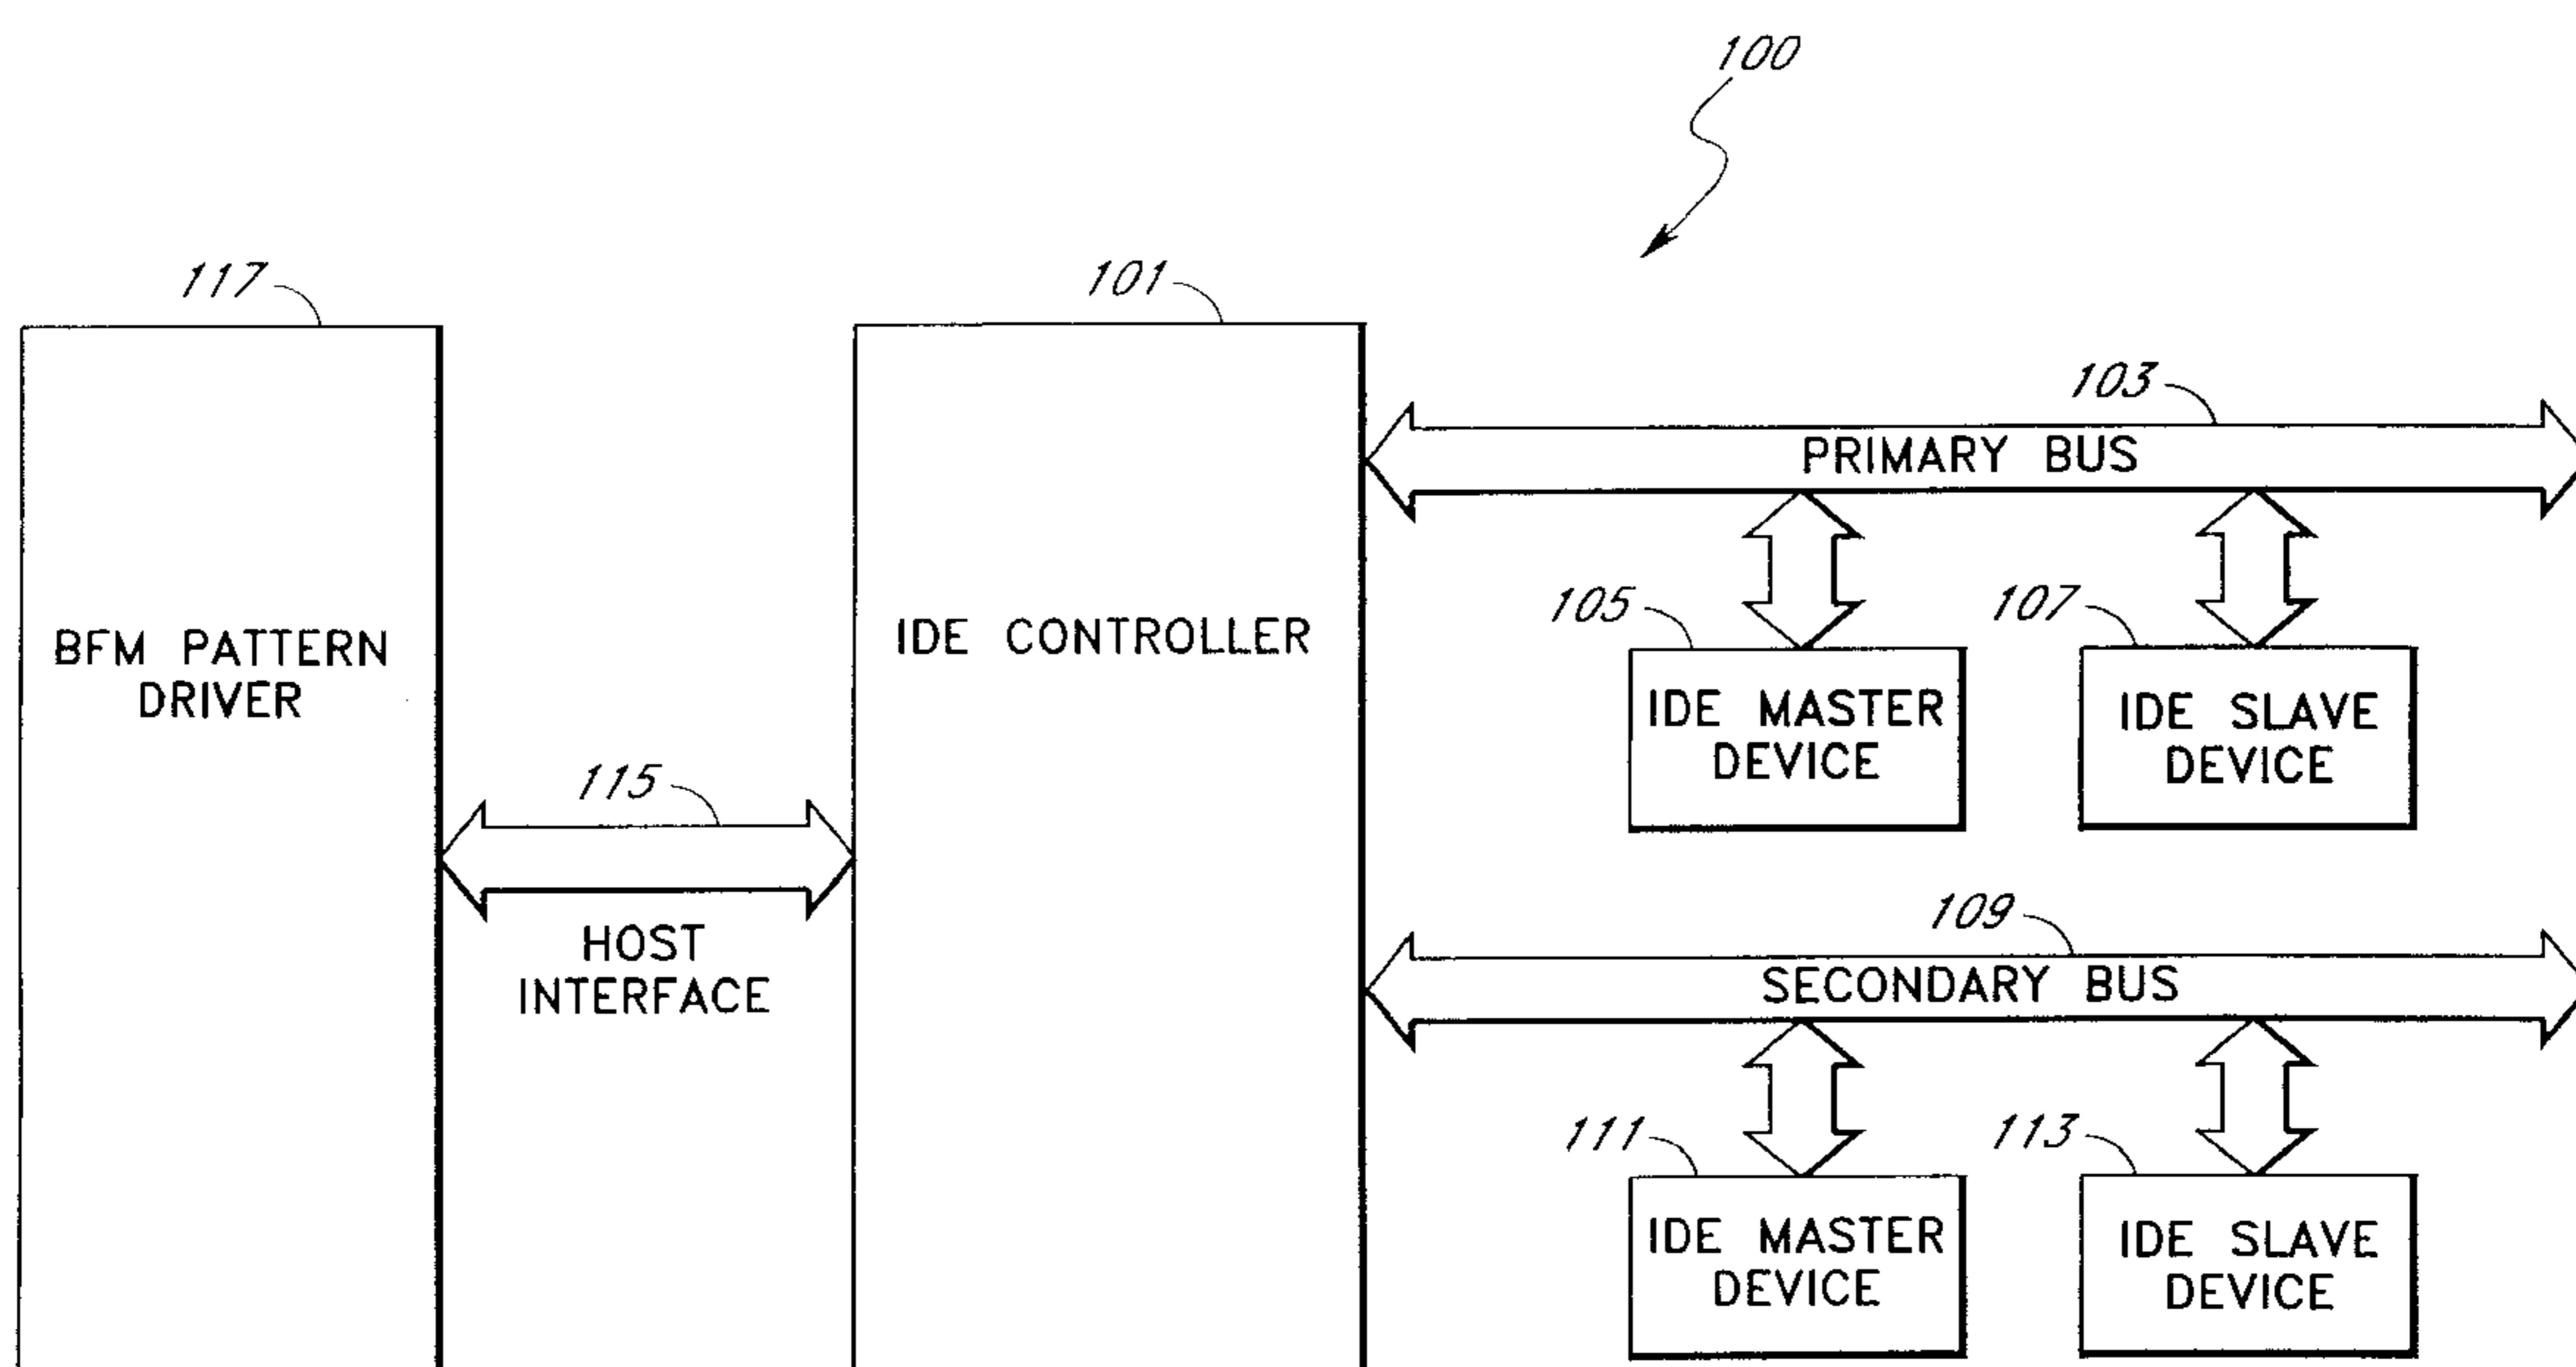 100
117
101
103
PRIMARY BUS
105
107
BFM PATTERN
DRIVER
IDE CONTROLLER
IDE MASTER
DEVICE
IDE SLAVE
DEVICE
115
HOST
INTERFACE
109
SECONDARY BUS
111
113
IDE MASTER
DEVICE
IDE SLAVE
DEVICE